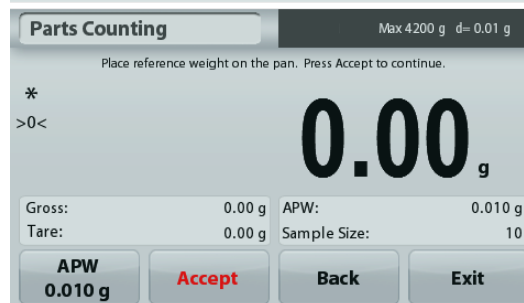 Parts Counting
Max 4200 g d= 0.01 g
Place reference weight on the pan. Press Accept to continue.
*
>0<
0.00 g
Gross: 0.00 g APW: 0.010 g
Tare: 0.00 g Sample Size: 10
APW
0.010 g
Accept
Back
Exit